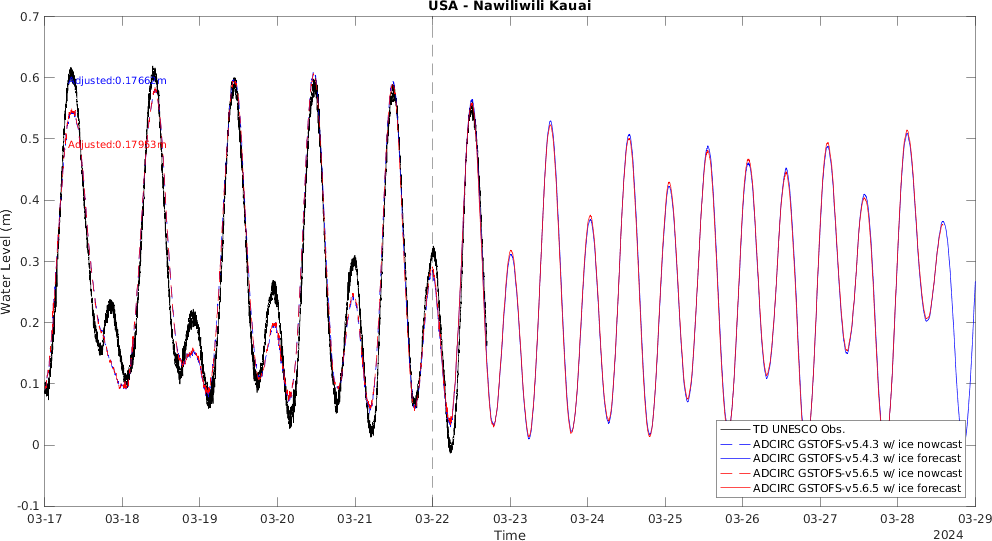 USA - Nawiliwili Kauai
0.7
0.6
0.5
0.4
0.3
0.2
0.1
0
-0.1
Water Level (m)
Adjusted:0.17953m
TD UNESCO Obs.
ADCIRC GSTOFS-v5.4.3 w/ ice nowcast
ADCIRC GSTOFS-v5.4.3 w/ ice forecast
ADCIRC GSTOFS-v5.6.5 w/ ice nowcast
ADCIRC GSTOFS-v5.6.5 w/ ice forecast
03-17 03-18 03-19 03-20 03-21 03-22 03-23 03-24 03-25 03-26 03-27 03-28 03-29
Time
2024